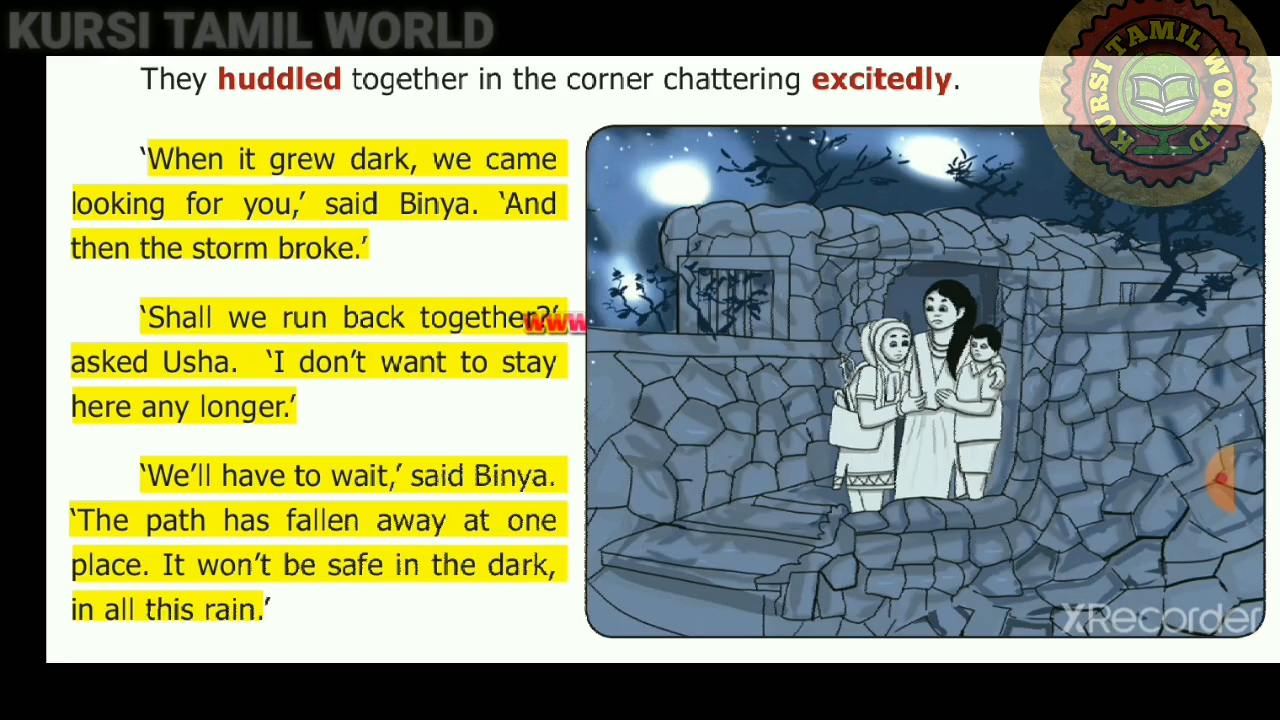 KURSI TAMIL WORLD
They huddled together in the corner chattering excitedly.
‘When it grew dark, we came
looking for you,’ said Binya. ‘And
then the storm broke.’
‘Shall we run back together?’
www
asked Usha. ‘I don’t want to stay
here any longer.’
‘We’ll have to wait,’ said Binya.
‘The path has fallen away at one
place. It won’t be safe in the dark,
in all this rain.’
KURSI TAMIL WORLD
XRecorder